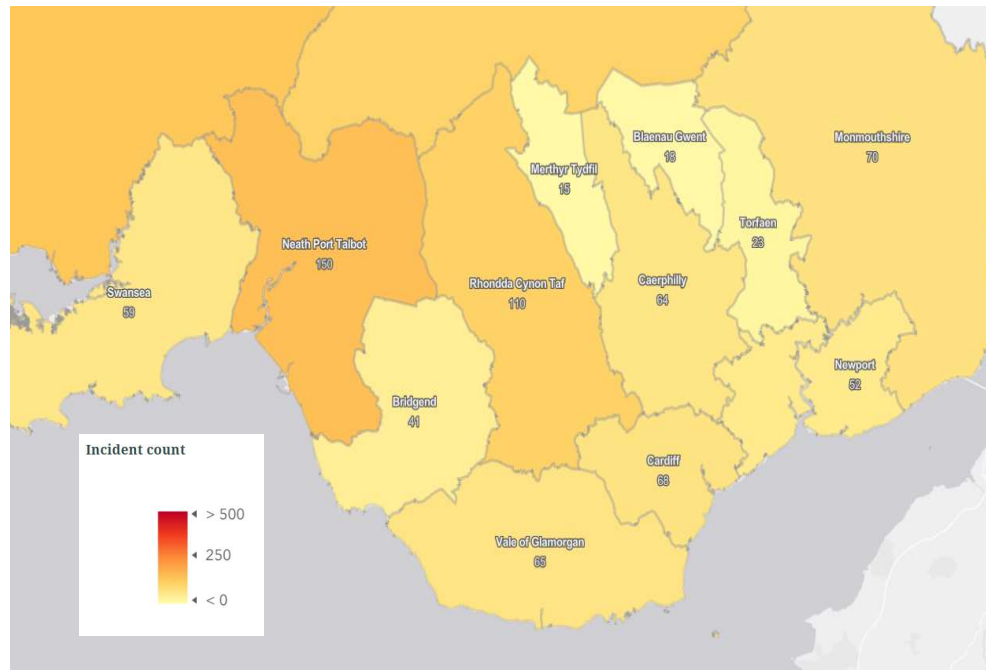 Blaenau Gwent
18
Monmouthshire
70
Merthyr Tydfil
15
Torfaen
23
Neath Port Talbot
150
Rhondda Cynon Taf
110
Caerphilly
64
Swansea
59
Newport
52
Bridgend
41
Cardiff
68
Vale of Glamorgan
65
Incident count
> 500
250
< 0